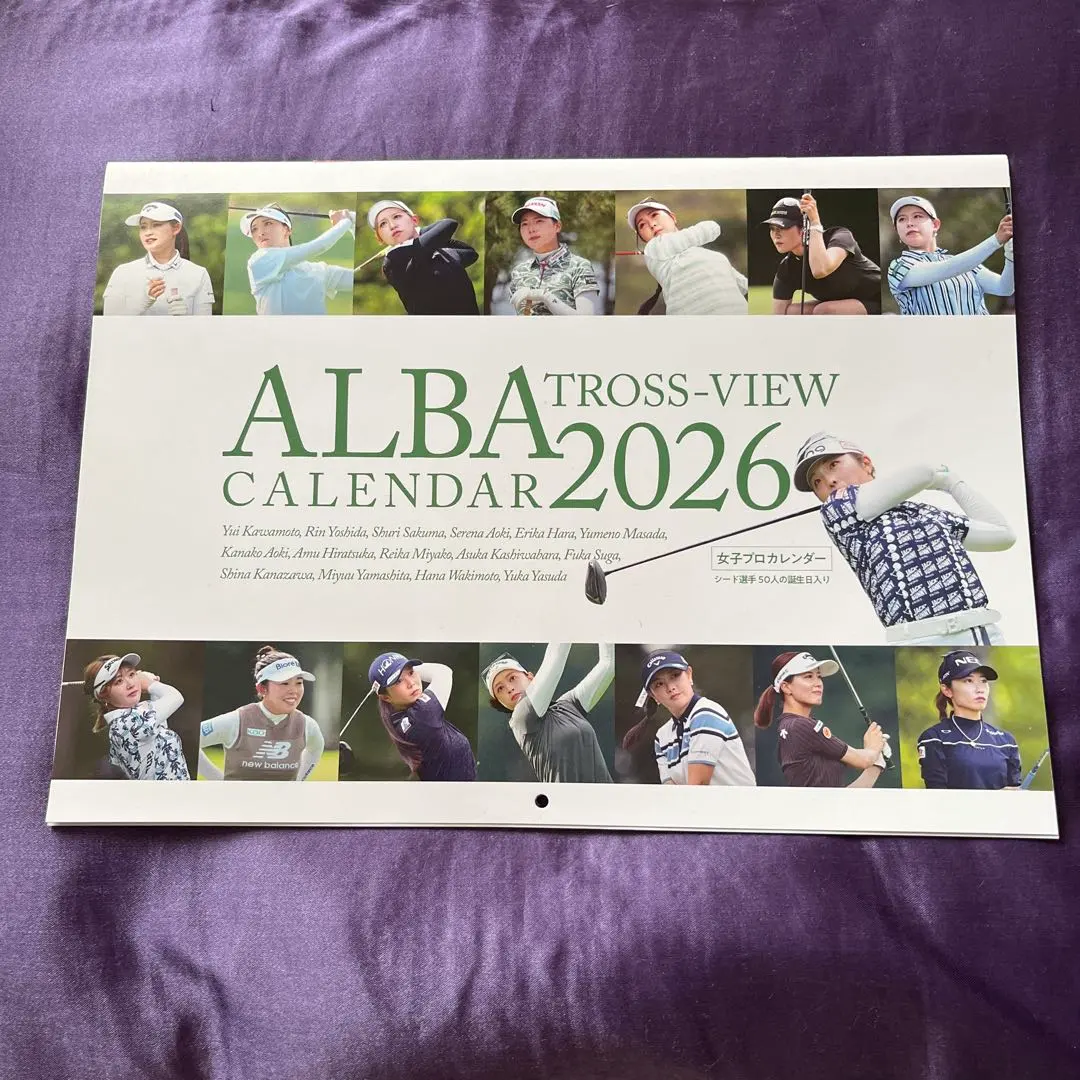 ALBATROSS-VIEW
CALENDAR 2026
Yui Kawamoto, Rin Yoshida, Shuri Sakuma, Serena Aoki, Erika Hara, Yumeno Masada,
Kanako Aoki, Amu Hiratsuka, Reika Miyako, Asuka Kashiwabara, Fuka Suga,
Shina Kanazawa, Miyuu Yamashita, Hana Wakimoto, Yuka Yasuda
女子プロカレンダー
シード選手50人の誕生日入り
new balance